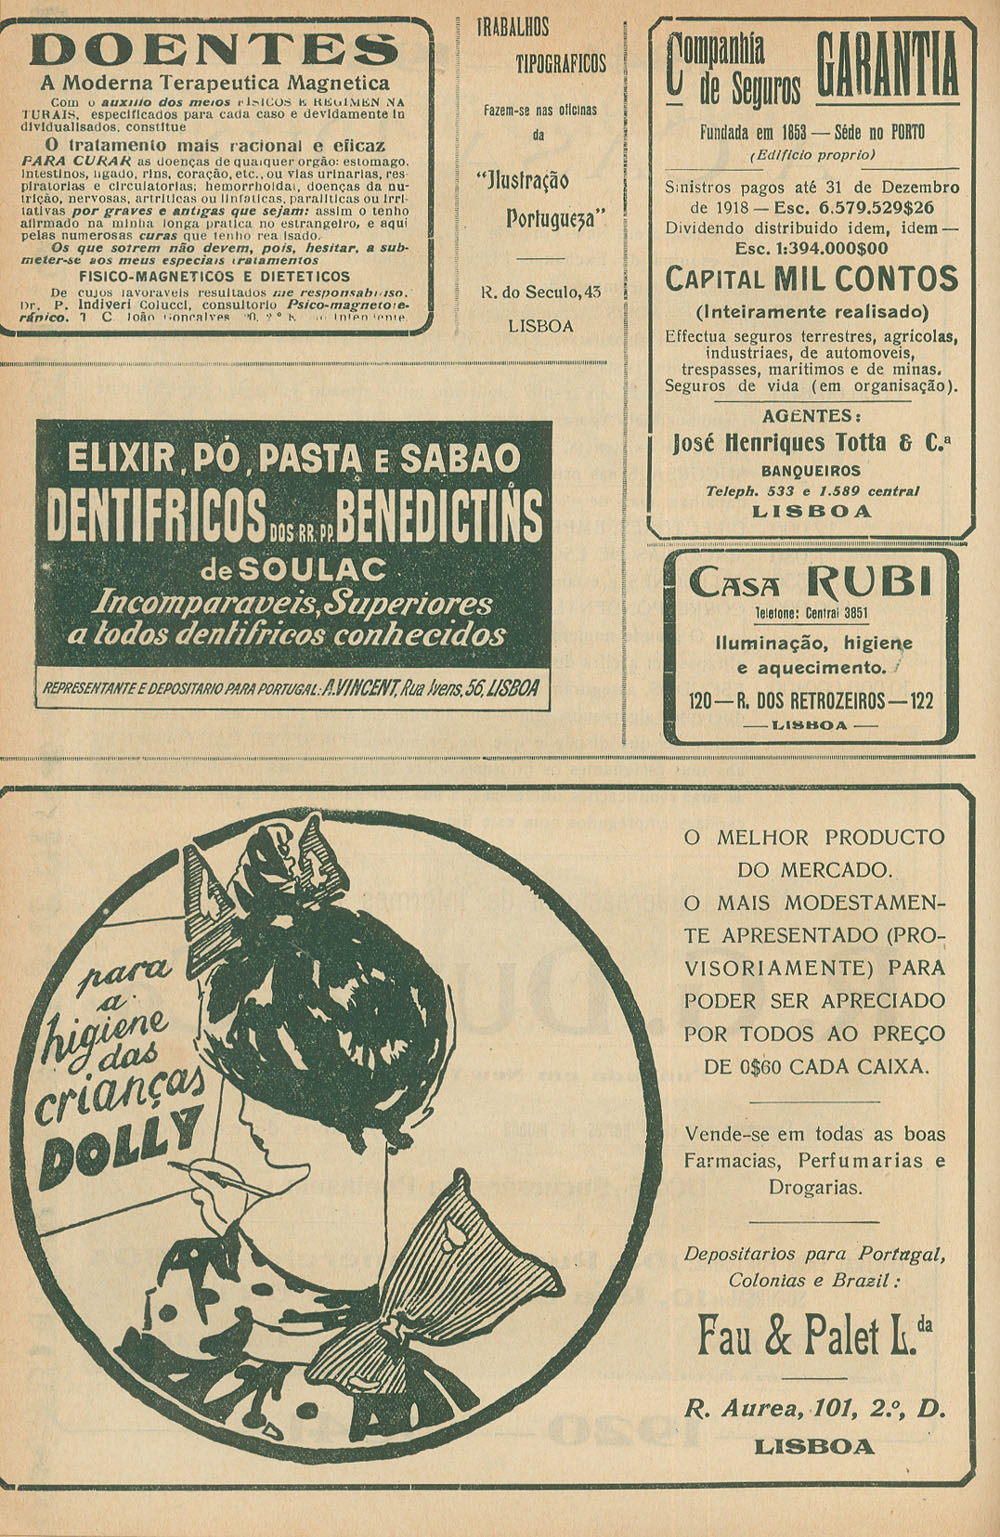 DOENTES
A Moderna Terapeutica Magnetica
Com o auxilio dos meios FISICOS E REGIMEN NA
TURAIS, especificados para cada caso e devidamente in
dividualisados, constitue
O tratamento mais racional e eficaz
PARA CURAR as doenças de qualquer orgão: estomago,
intestinos, ligado, rins, coração, etc., ou vias urinarias, res-
piratorias e circulatorias; hemorrhoidal, doenças da nu-
trição, nervosas, artriticas ou linfaticas, paraliticas ou irri-
tativas por graves e antigas que sejam: assim o tenho
afirmado na minha longa pratica no estrangeiro, e aqui
pelas numerosas curas que tenho realisado.
Os que sofrem não devem, pois, hesitar, a sub-
meter-se aos meus especiais tratamentos
FISICO-MAGNETICOS E DIETETICOS
De cujos favoraveis resultados me responsabiliso.
Dr. P. Indiveri Colucci, consultorio Psico-magnetote-
rápico. T. C. João Gonçalves
TRABALHOS
TIPOGRAFICOS
Fazem-se nas oficinas
da
"Ilustração
Portugueza"
R. do Seculo, 43
LISBOA
Companhia
de Seguros GARANTIA
Fundada em 1853 — Séde no PORTO
(Edificio proprio)
Sinistros pagos até 31 de Dezembro
de 1918 — Esc. 6.579.529$26
Dividendo distribuido idem, idem —
Esc. 1:394.000$00
CAPITAL MIL CONTOS
(Inteiramente realisado)
Effectua seguros terrestres, agricolas,
industriaes, de automoveis,
trespasses, maritimos e de minas.
Seguros de vida (em organisação).
AGENTES:
José Henriques Totta & C.ª
BANQUEIROS
Teleph. 533 e 1.589 central
LISBOA
ELIXIR, PÓ, PASTA E SABAO
DENTIFRICOS DOS RR. PP. BENEDICTIÑS
de SOULAC
Incomparaveis, Superiores
a todos dentifricos conhecidos
REPRESENTANTE E DEPOSITARIO PARA PORTUGAL: A. VINCENT, Rua Ivens, 56, LISBOA
CASA RUBI
Telefone: Central 3851
Iluminação, higiene
e aquecimento.
120 — R. DOS RETROZEIROS — 122
— LISBOA —
para
a
higiene
das
crianças
DOLLY
O MELHOR PRODUCTO
DO MERCADO.
O MAIS MODESTAMEN-
TE APRESENTADO (PRO-
VISORIAMENTE) PARA
PODER SER APRECIADO
POR TODOS AO PREÇO
DE 0$60 CADA CAIXA.
Vende-se em todas as boas
Farmacias, Perfumarias e
Drogarias.
Depositarios para Portugal,
Colonias e Brazil:
Fau & Palet L.da
R. Aurea, 101, 2.º, D.
LISBOA